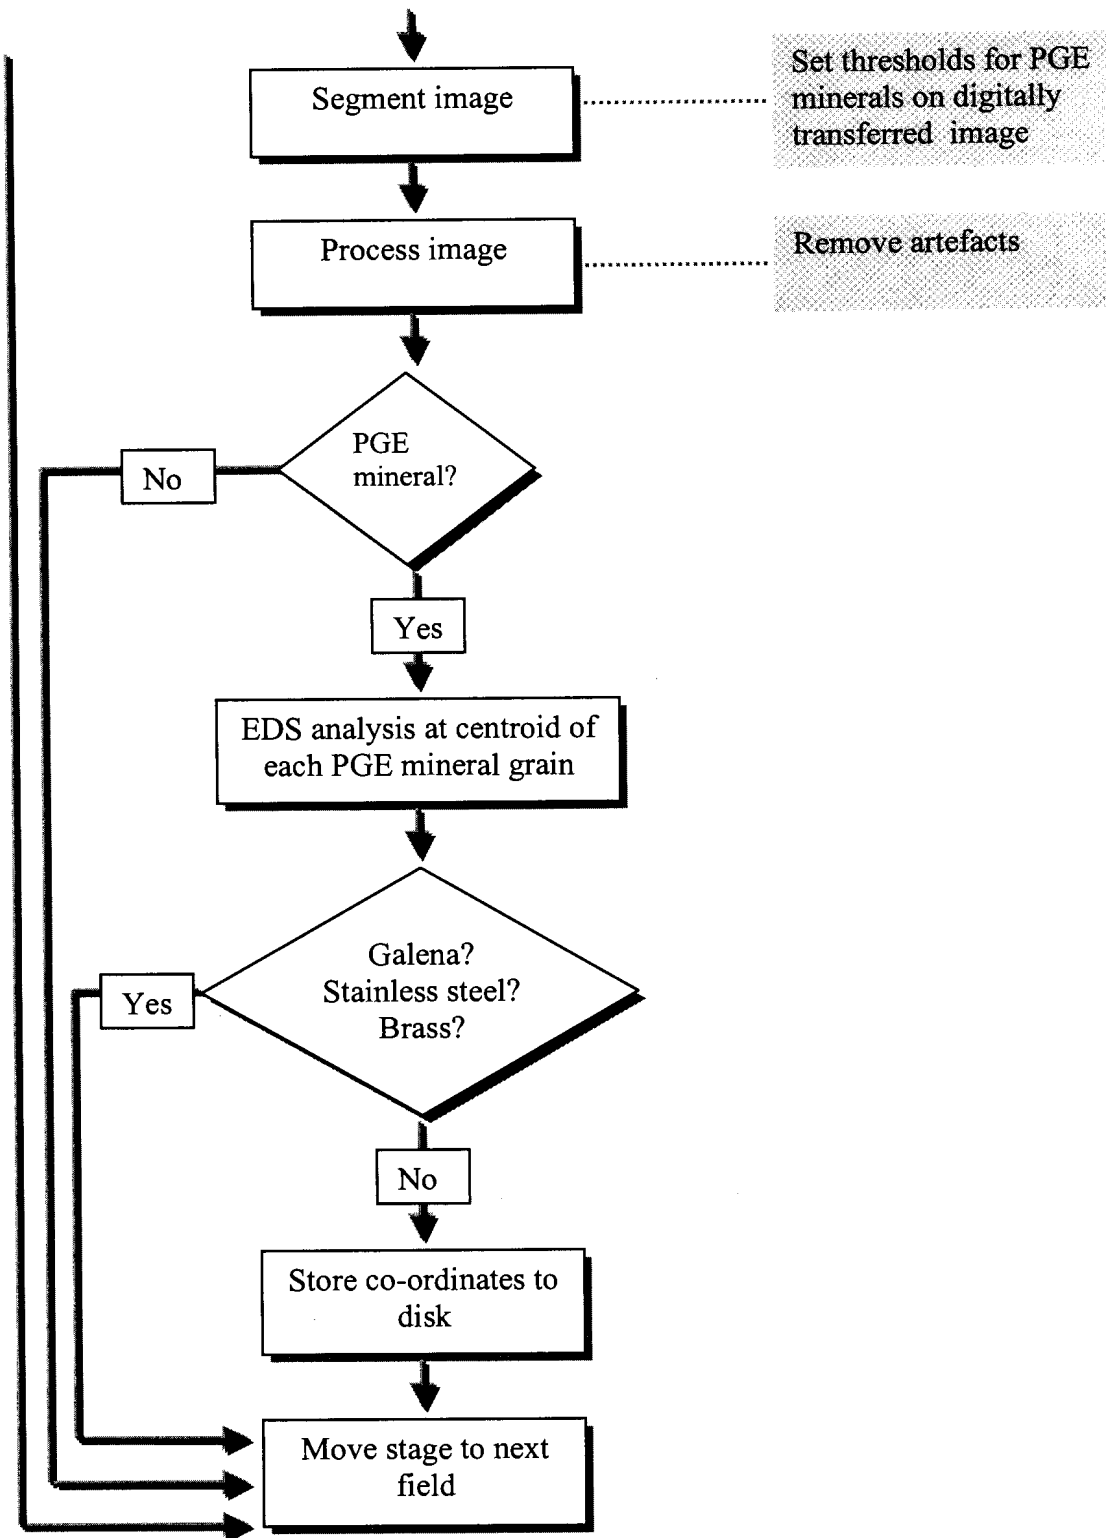 Segment image
Set thresholds for PGE
minerals on digitally
transferred image
Process image
Remove artefacts
PGE
mineral?
No
Yes
EDS analysis at centroid of
each PGE mineral grain
Galena?
Stainless steel?
Brass?
Yes
No
Store co-ordinates to
disk
Move stage to next
field